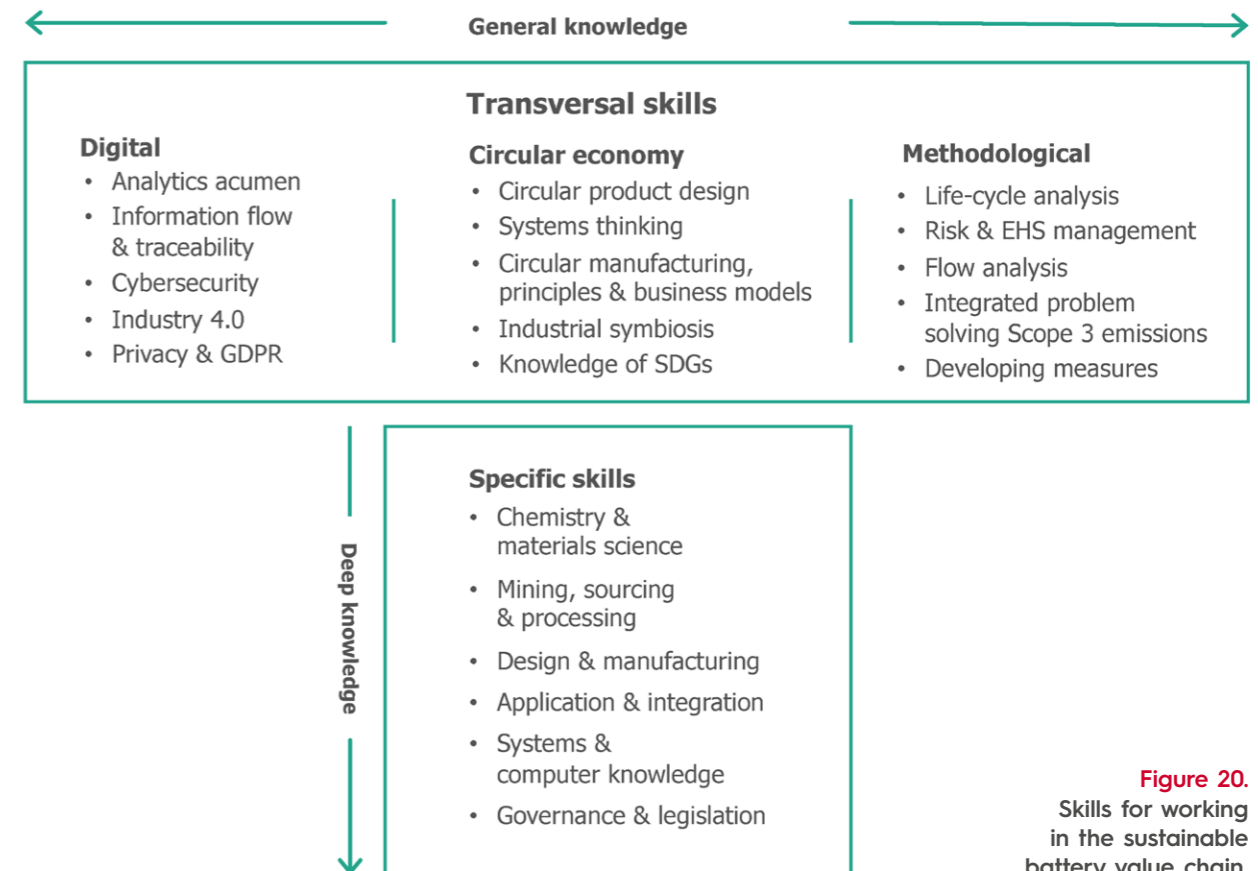 General knowledge
Transversal skills
Digital
• Analytics acumen
• Information flow
& traceability
• Cybersecurity
• Industry 4.0
• Privacy & GDPR
Circular economy
• Circular product design
• Systems thinking
• Circular manufacturing,
principles & business models
• Industrial symbiosis
• Knowledge of SDGs
Methodological
• Life-cycle analysis
• Risk & EHS management
• Flow analysis
• Integrated problem
solving Scope 3 emissions
• Developing measures
Deep knowledge
Specific skills
• Chemistry &
materials science
• Mining, sourcing
& processing
• Design & manufacturing
• Application & integration
• Systems &
computer knowledge
• Governance & legislation
Figure 20.
Skills for working
in the sustainable
battery value chain.